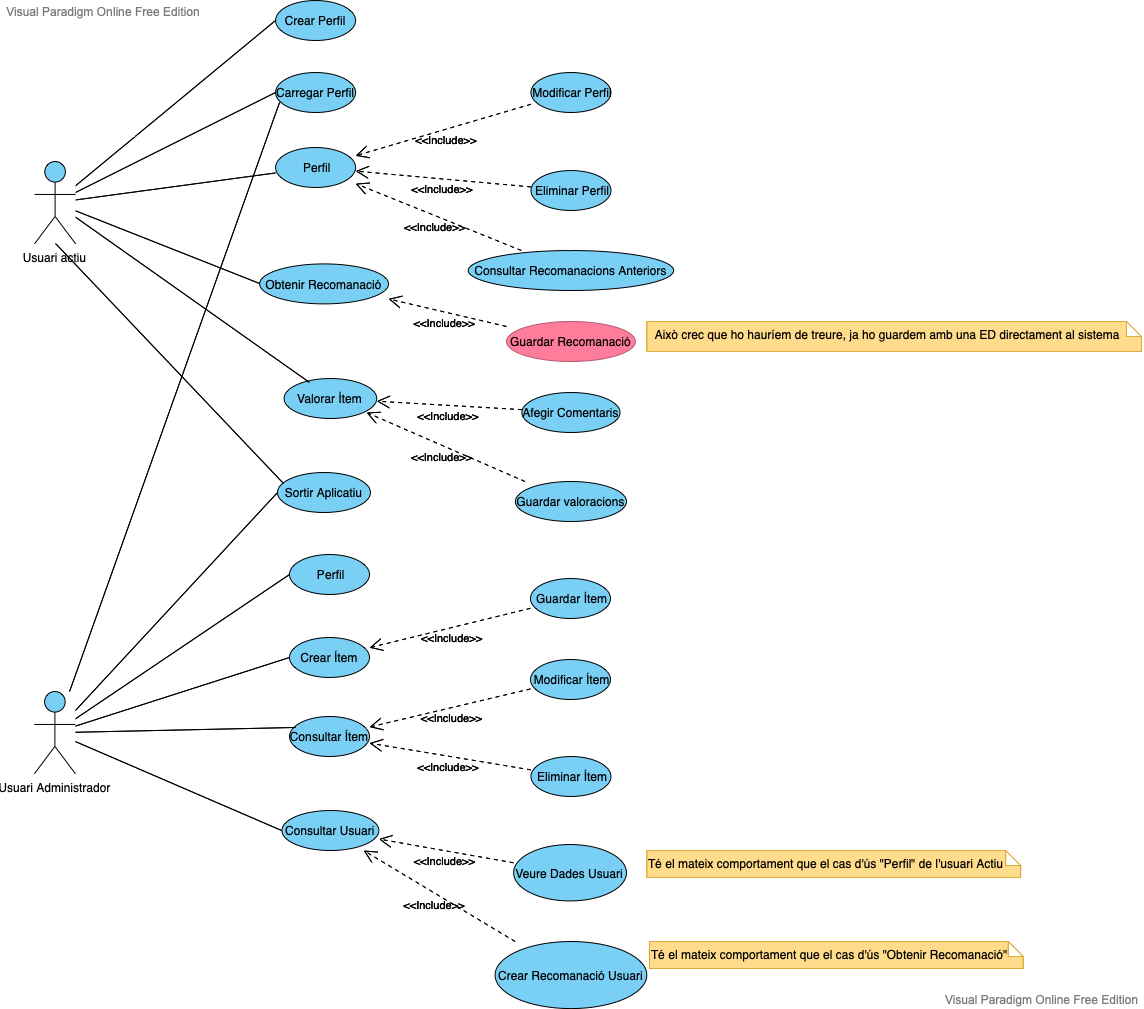 Visual Paradigm Online Free Edition
Crear Perfil
Carregar Perfil
Modificar Perfil
<<Include>>
Perfil
<<Include>>
Eliminar Perfil
<<Include>>
Usuari actiu
Consultar Recomanacions Anteriors
Obtenir Recomanació
<<Include>>
Guardar Recomanació
Això crec que ho hauríem de treure, ja ho guardem amb una ED directament al sistema
Valorar Ítem
<<Include>>
Afegir Comentaris
<<Include>>
Sortir Aplicatiu
Guardar valoracions
Perfil
Guardar Ítem
<<Include>>
Crear Ítem
Modificar Ítem
<<Include>>
Consultar Ítem
<<Include>>
Eliminar Ítem
Usuari Administrador
Consultar Usuari
<<Include>>
Veure Dades Usuari
Té el mateix comportament que el cas d'ús "Perfil" de l'usuari Actiu
<<Include>>
Crear Recomanació Usuari
Té el mateix comportament que el cas d'ús "Obtenir Recomanació"
Visual Paradigm Online Free Edition